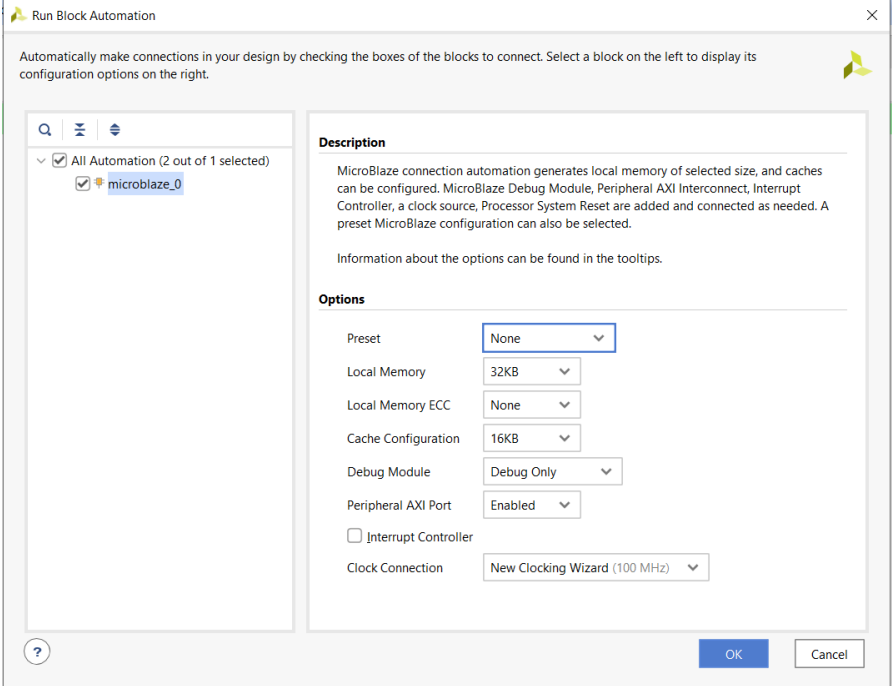 Run Block Automation
Automatically make connections in your design by checking the boxes of the blocks to connect. Select a block on the left to display its
configuration options on the right.
All Automation (2 out of 1 selected)
microblaze_0
Description
MicroBlaze connection automation generates local memory of selected size, and caches
can be configured. MicroBlaze Debug Module, Peripheral AXI Interconnect, Interrupt
Controller, a clock source, Processor System Reset are added and connected as needed. A
preset MicroBlaze configuration can also be selected.
Information about the options can be found in the tooltips.
Options
Preset None
Local Memory 32KB
Local Memory ECC None
Cache Configuration 16KB
Debug Module Debug Only
Peripheral AXI Port Enabled
Interrupt Controller
Clock Connection New Clocking Wizard (100 MHz)
? OK Cancel